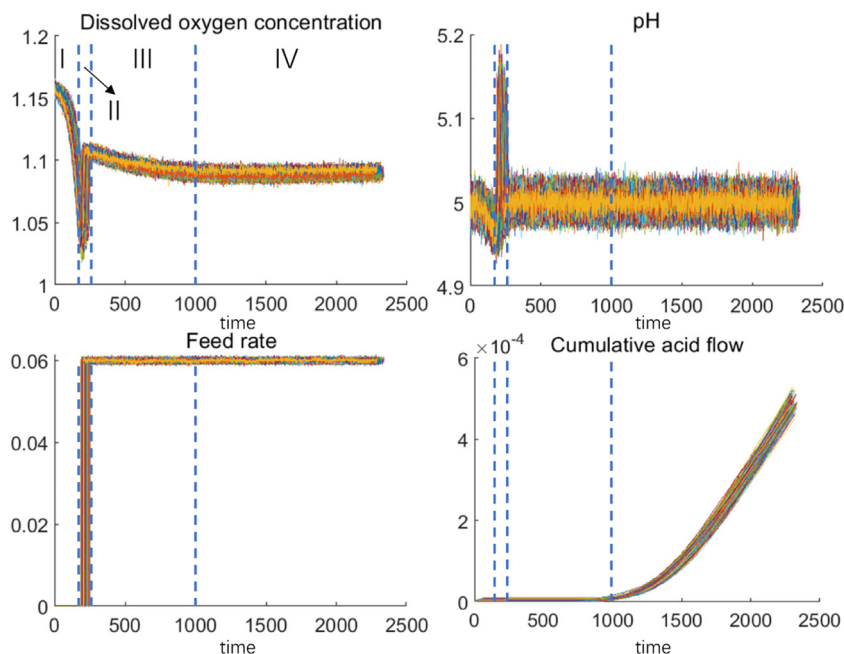 Dissolved oxygen concentration
1.2
1.15
1.1
1.05
1
I
II
III
IV
0 500 1000 1500 2000 2500
time
pH
5.2
5.1
5
4.9
0 500 1000 1500 2000 2500
time
Feed rate
0.06
0.04
0.02
0
0 500 1000 1500 2000 2500
time
Cumulative acid flow
×10⁻⁴
6
4
2
0
0 500 1000 1500 2000 2500
time